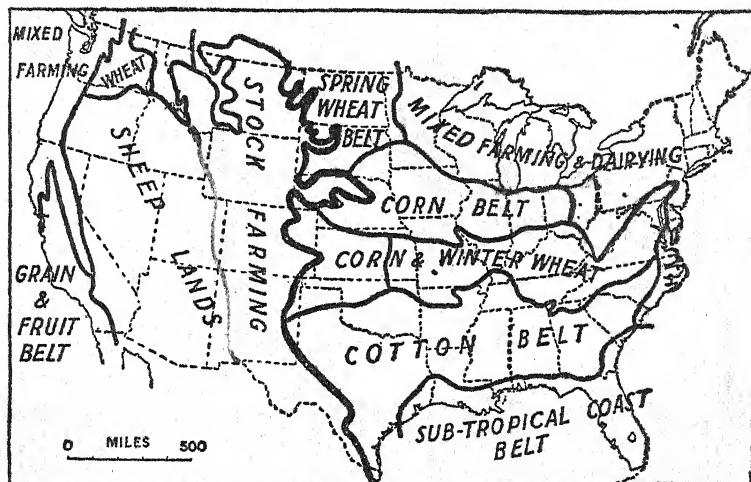 MIXED
FARMING
WHEAT
STOCK
FARMING
SPRING
WHEAT
BELT
MIXED FARMING & DAIRYING
SHEEP
LANDS
CORN BELT
CORN & WINTER WHEAT
GRAIN
&
FRUIT
BELT
COTTON BELT
SUB-TROPICAL COAST
BELT
0 MILES 500